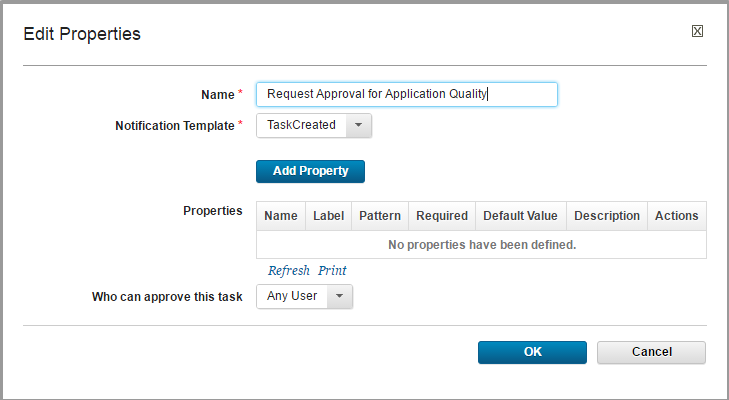 Edit Properties
Name *
Request Approval for Application Quality
Notification Template *
TaskCreated
Add Property
Properties
Name Label Pattern Required Default Value Description Actions
No properties have been defined.
Refresh Print
Who can approve this task
Any User
OK Cancel